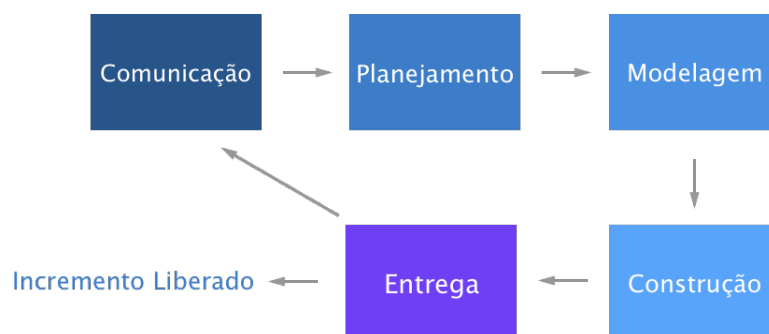 Comunicação
Planejamento
Modelagem
Incremento Liberado
Entrega
Construção